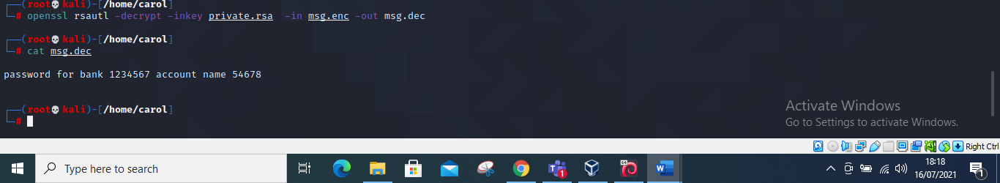 ┌──(root💀kali)-[/home/carol]
└─# openssl rsautl -decrypt -inkey private.rsa  -in msg.enc -out msg.dec
┌──(root💀kali)-[/home/carol]
└─# cat msg.dec
password for bank 1234567 account name 54678
┌──(root💀kali)-[/home/carol]
└─#
Activate Windows
Go to Settings to activate Windows.
Right Ctrl
Type here to search
18:18
16/07/2021